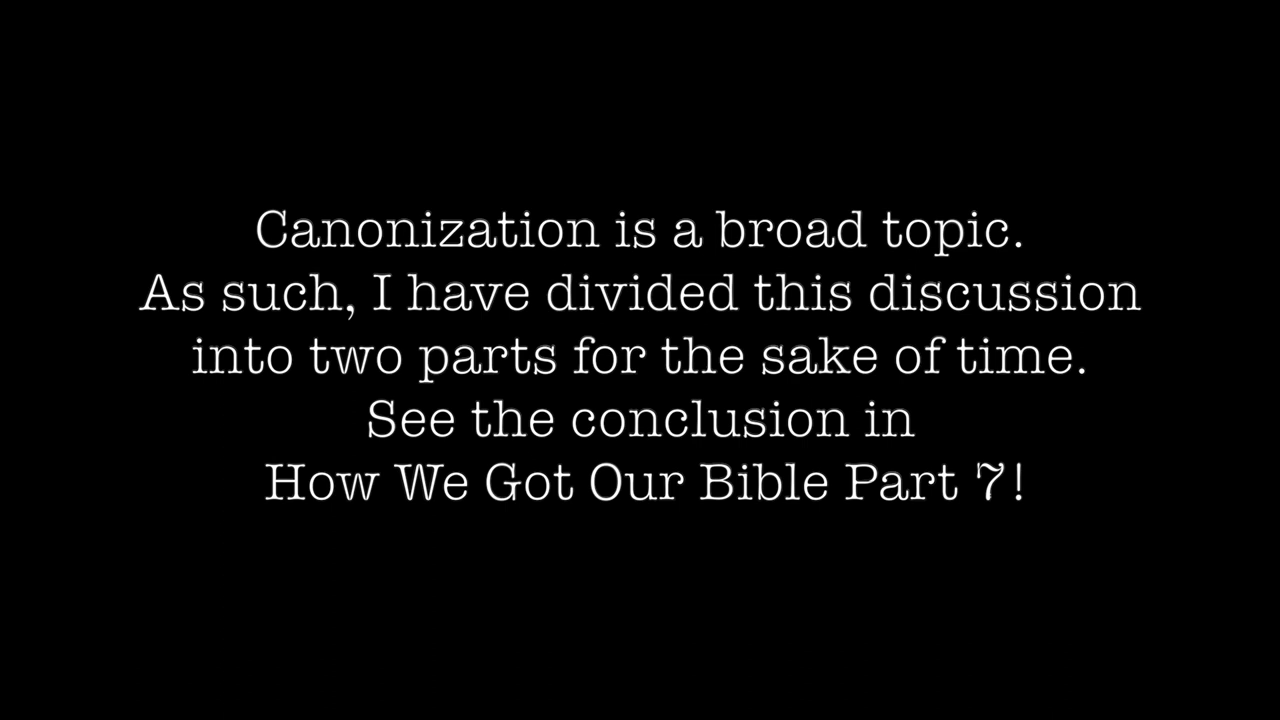 Canonization is a broad topic.
As such, I have divided this discussion
into two parts for the sake of time.
See the conclusion in
How We Got Our Bible Part 7!